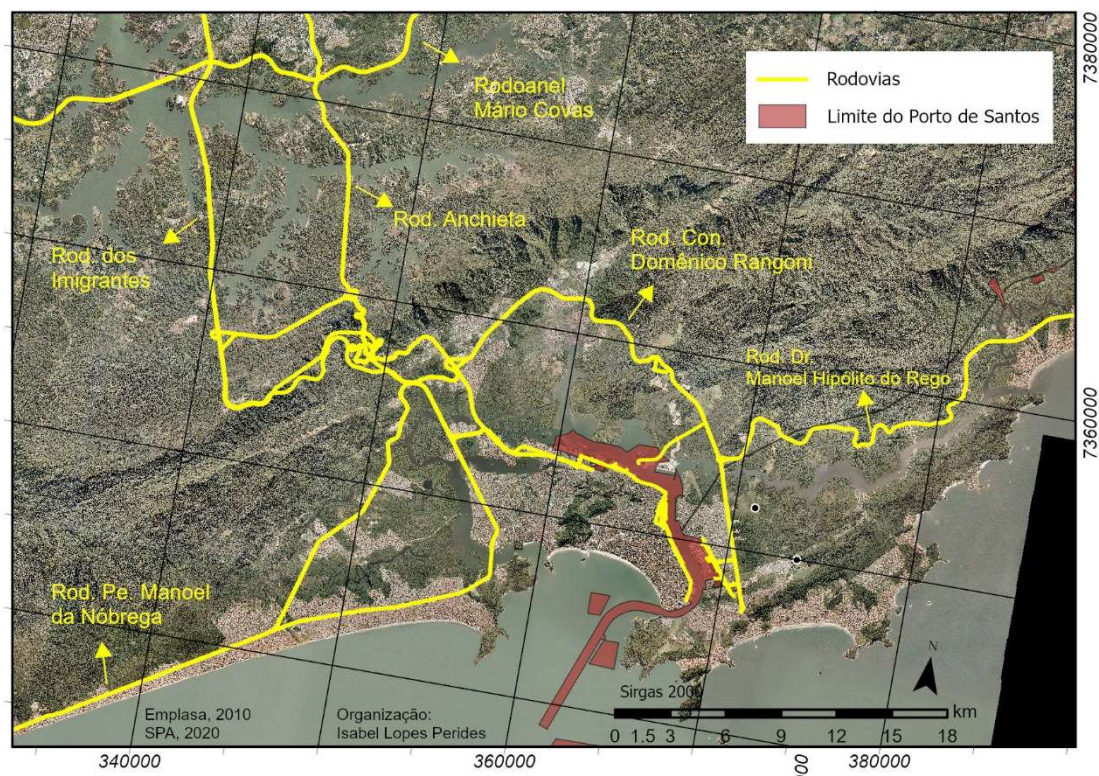 Rodovias
Limite do Porto de Santos
Rodoanel
Mário Covas
Rod. Anchieta
Rod. dos
Imigrantes
Rod. Con.
Domênico Rangoni
Rod. Dr.
Manoel Hipólito do Rego
Rod. Pe. Manoel
da Nóbrega
N
Sirgas 2000
km
0 1.5 3 6 9 12 15 18
Emplasa, 2010
SPA, 2020
Organização:
Isabel Lopes Perides
7380000
7360000
340000
360000
380000